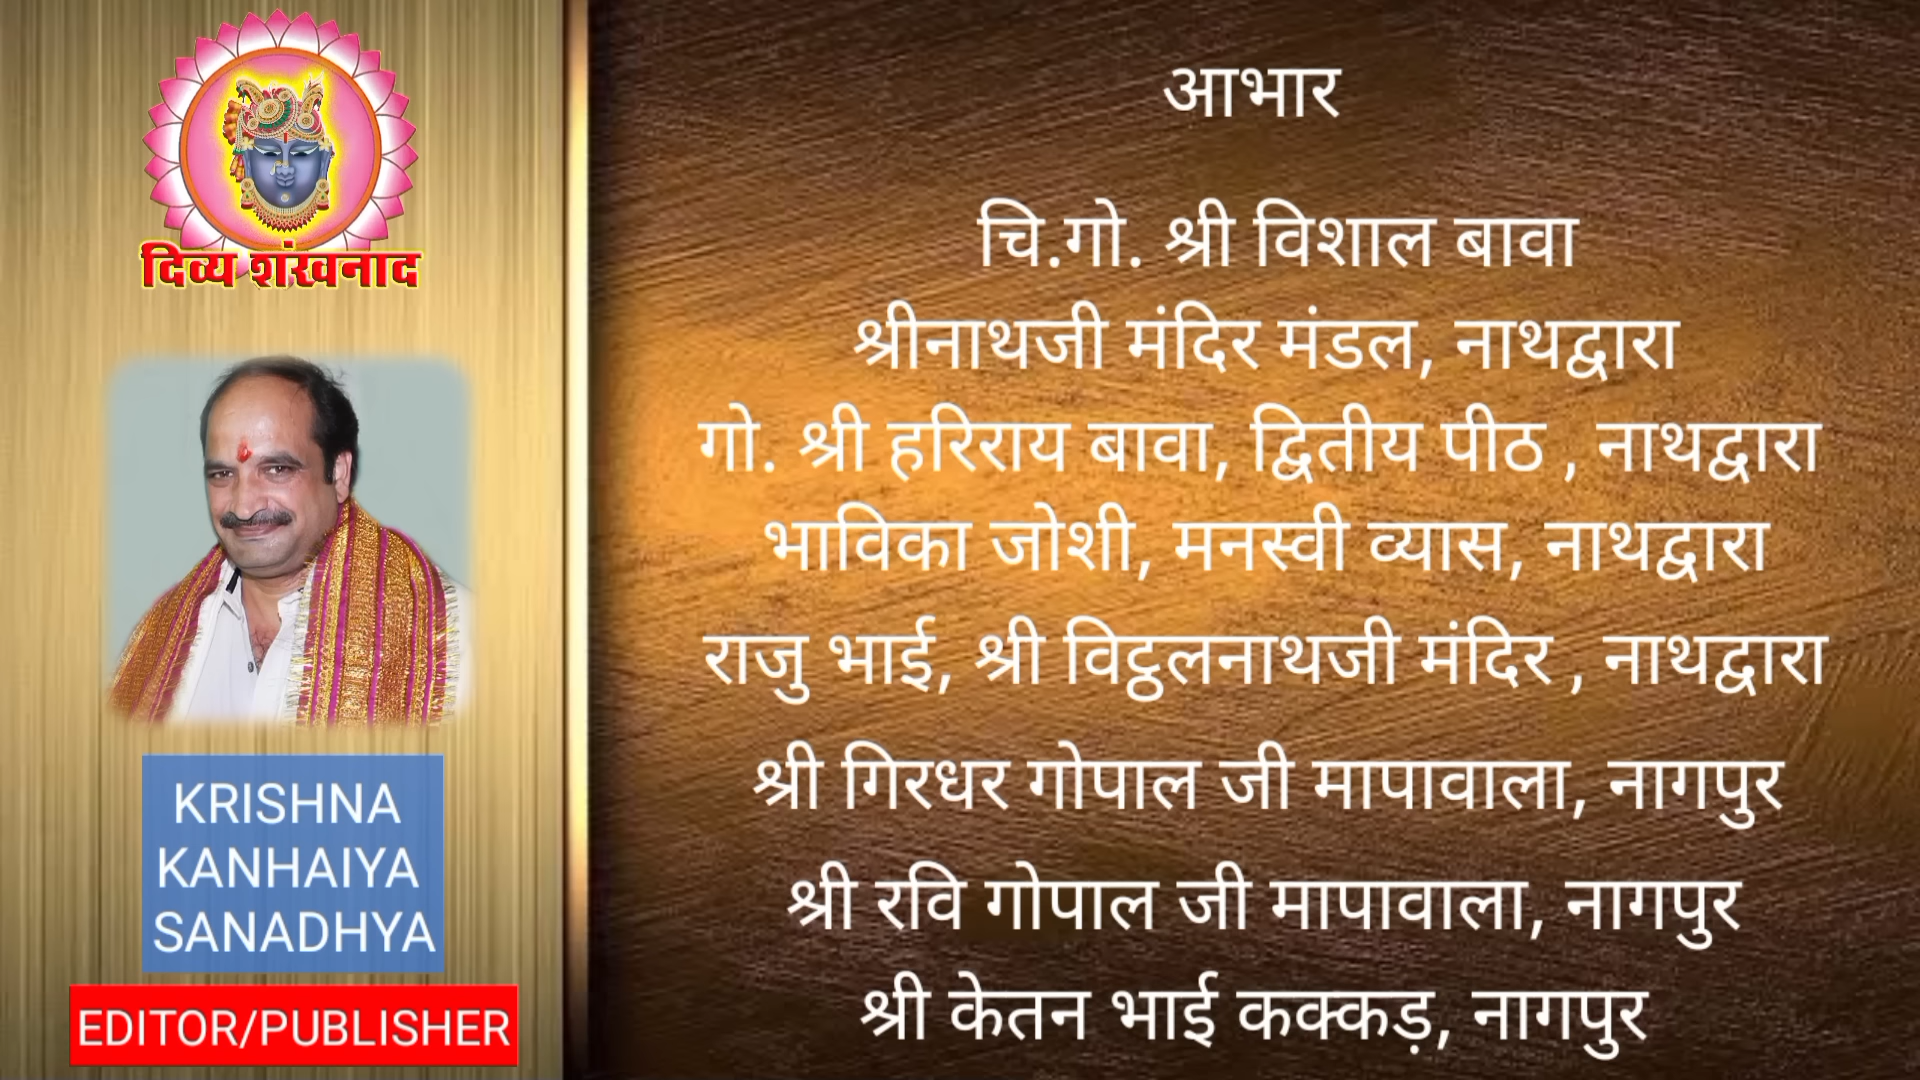 दिव्य शंखनाद
KRISHNA
KANHAIYA
SANADHYA
EDITOR/PUBLISHER
आभार
चि.गो. श्री विशाल बावा
श्रीनाथजी मंदिर मंडल, नाथद्वारा
गो. श्री हरिराय बावा, द्वितीय पीठ , नाथद्वारा
भाविका जोशी, मनस्वी व्यास, नाथद्वारा
राजु भाई, श्री विट्ठलनाथजी मंदिर , नाथद्वारा
श्री गिरधर गोपाल जी मापावाला, नागपुर
श्री रवि गोपाल जी मापावाला, नागपुर
श्री केतन भाई कक्कड़, नागपुर